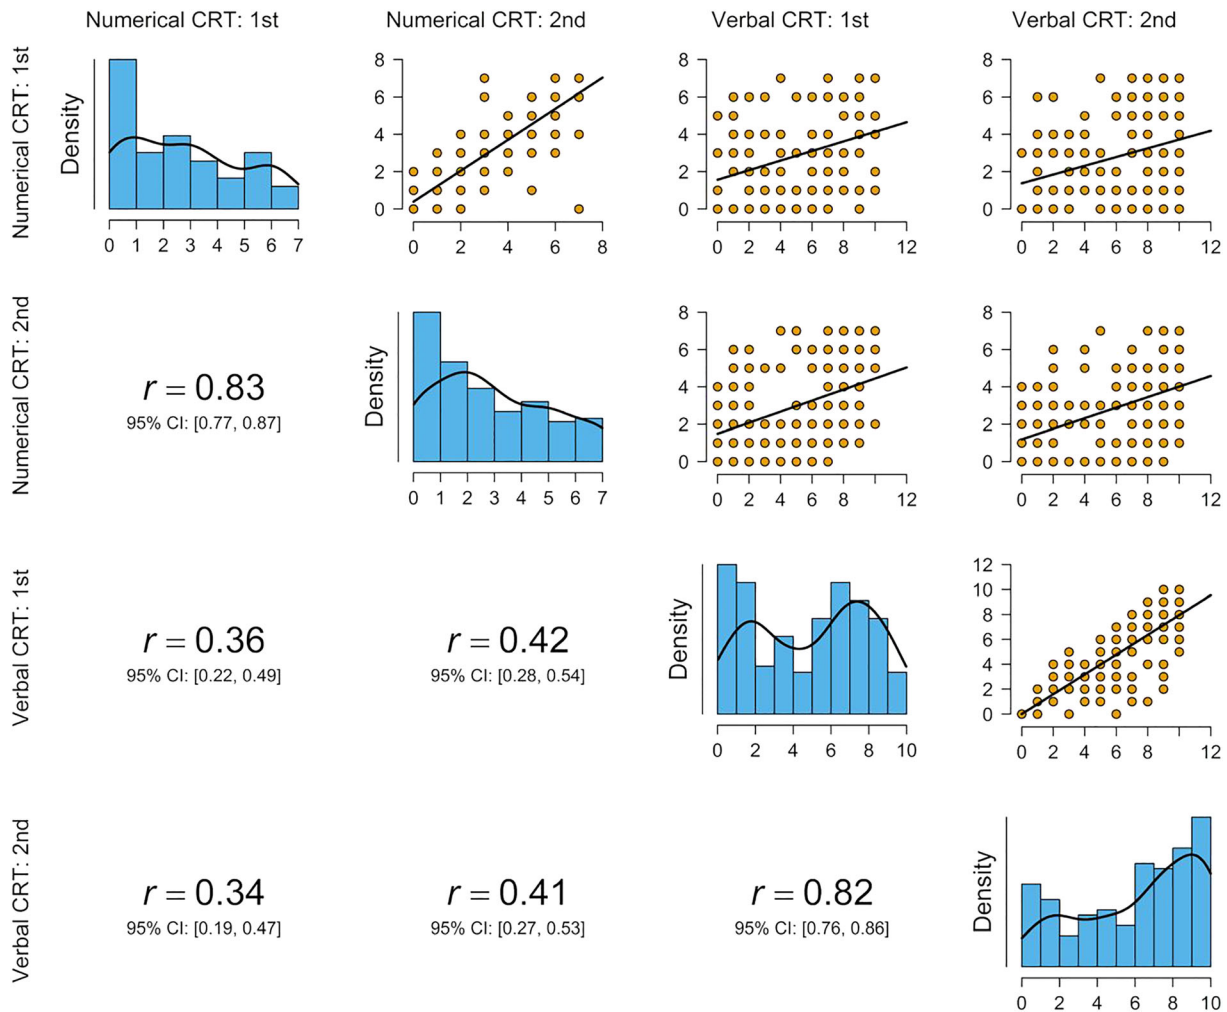 Numerical CRT: 1st Numerical CRT: 2nd Verbal CRT: 1st Verbal CRT: 2nd
Numerical CRT: 1st
Density
0 1 2 3 4 5 6 7
8
6
4
2
0
0 2 4 6 8
8
6
4
2
0
0 2 4 6 8 12
8
6
4
2
0
0 2 4 6 8 12
Numerical CRT: 2nd
r = 0.83
95% CI: [0.77, 0.87]
Density
0 1 2 3 4 5 6 7
8
6
4
2
0
0 2 4 6 8 12
8
6
4
2
0
0 2 4 6 8 12
Verbal CRT: 1st
r = 0.36
95% CI: [0.22, 0.49]
r = 0.42
95% CI: [0.28, 0.54]
Density
0 2 4 6 8 10
12
10
8
6
4
2
0
0 2 4 6 8 12
Verbal CRT: 2nd
r = 0.34
95% CI: [0.19, 0.47]
r = 0.41
95% CI: [0.27, 0.53]
r = 0.82
95% CI: [0.76, 0.86]
Density
0 2 4 6 8 10